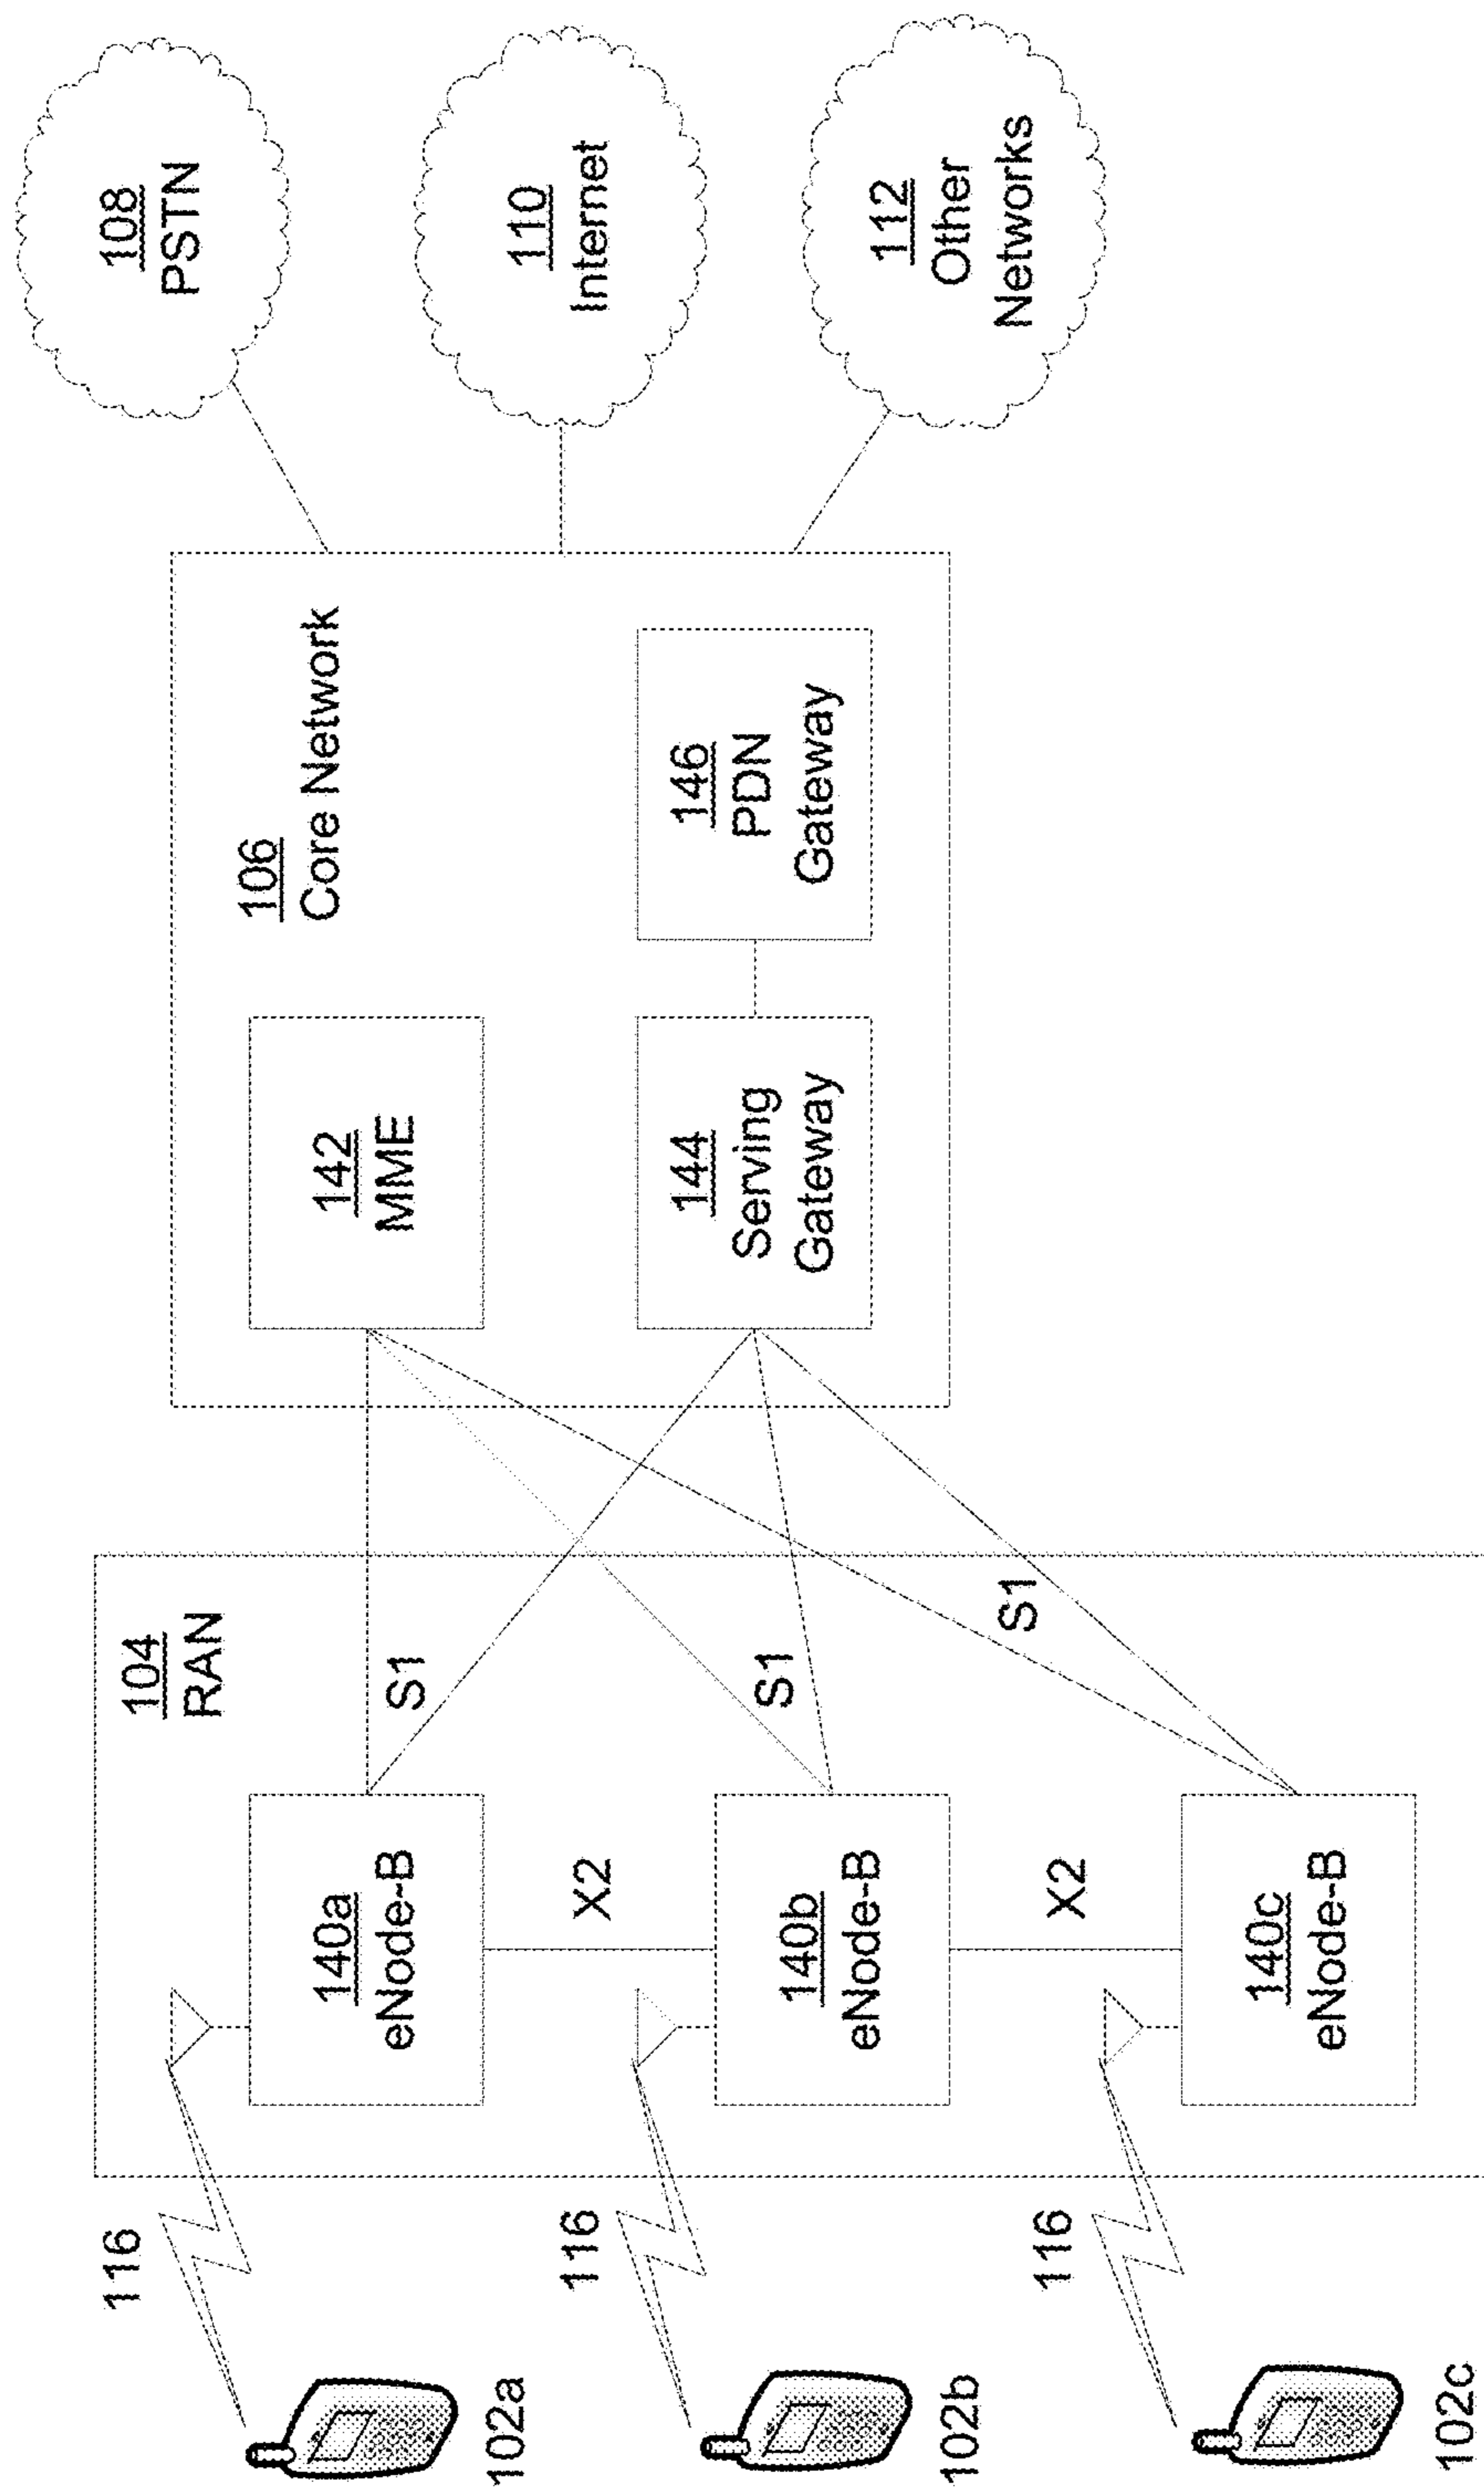 102a
116
104
RAN
140a
eNode-B
S1
X2
102b
116
140b
eNode-B
S1
X2
102c
116
140c
eNode-B
S1
106
Core Network
142
MME
144
Serving
Gateway
146
PDN
Gateway
108
PSTN
110
Internet
112
Other
Networks